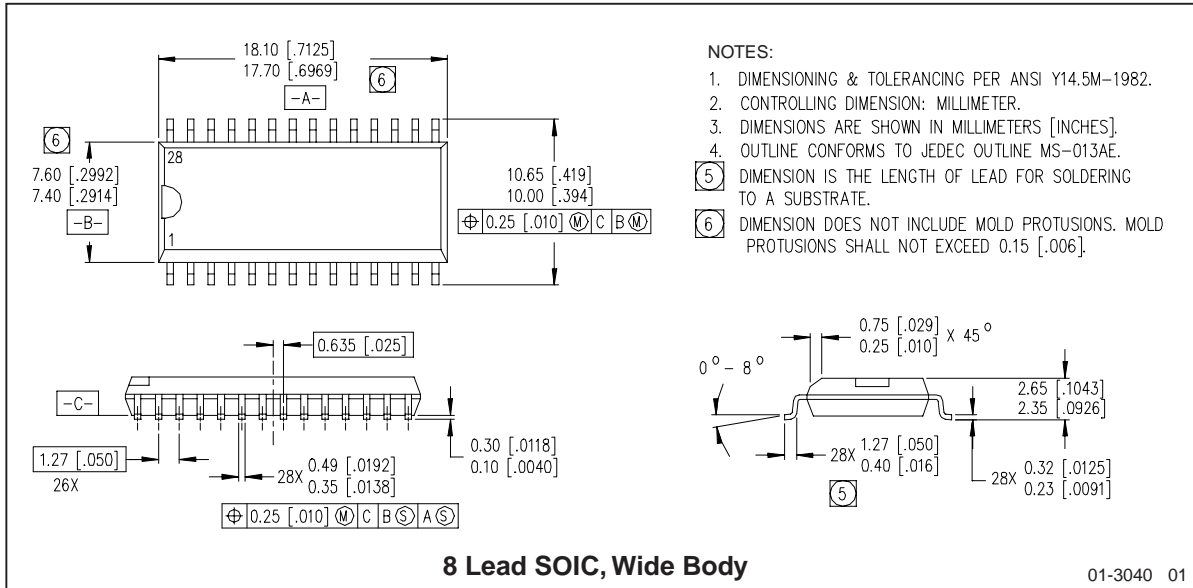 18.10 [.7125]
17.70 [.6969]
6
-A-
6
7.60 [.2992]
7.40 [.2914]
-B-
28
1
10.65 [.419]
10.00 [.394]
⌖ 0.25 [.010] Ⓜ C B Ⓜ
NOTES:
1. DIMENSIONING & TOLERANCING PER ANSI Y14.5M-1982.
2. CONTROLLING DIMENSION: MILLIMETER.
3. DIMENSIONS ARE SHOWN IN MILLIMETERS [INCHES].
4. OUTLINE CONFORMS TO JEDEC OUTLINE MS-013AE.
5 DIMENSION IS THE LENGTH OF LEAD FOR SOLDERING
TO A SUBSTRATE.
6 DIMENSION DOES NOT INCLUDE MOLD PROTUSIONS. MOLD
PROTUSIONS SHALL NOT EXCEED 0.15 [.006].
0.635 [.025]
-C-
1.27 [.050]
26X
28X 0.49 [.0192]
0.35 [.0138]
0.30 [.0118]
0.10 [.0040]
⌖ 0.25 [.010] Ⓜ C B Ⓢ A Ⓢ
0.75 [.029]
0.25 [.010] X 45°
0° - 8°
2.65 [.1043]
2.35 [.0926]
28X 1.27 [.050]
0.40 [.016]
5
28X 0.32 [.0125]
0.23 [.0091]
8 Lead SOIC, Wide Body
01-3040 01